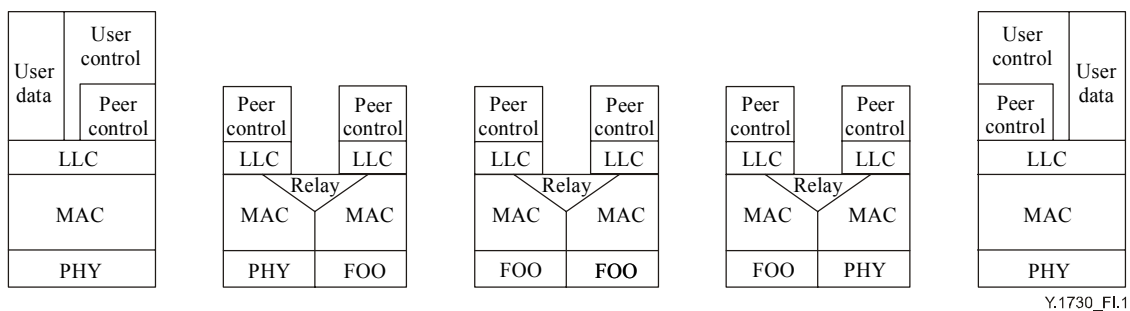 User
data
User
control
Peer
control
LLC
MAC
PHY
Peer
control
Peer
control
LLC
LLC
Relay
MAC
MAC
PHY
FOO
Peer
control
Peer
control
LLC
LLC
Relay
MAC
MAC
FOO
FOO
Peer
control
Peer
control
LLC
LLC
Relay
MAC
MAC
FOO
PHY
User
control
User
data
Peer
control
LLC
MAC
PHY
Y.1730_FI.1